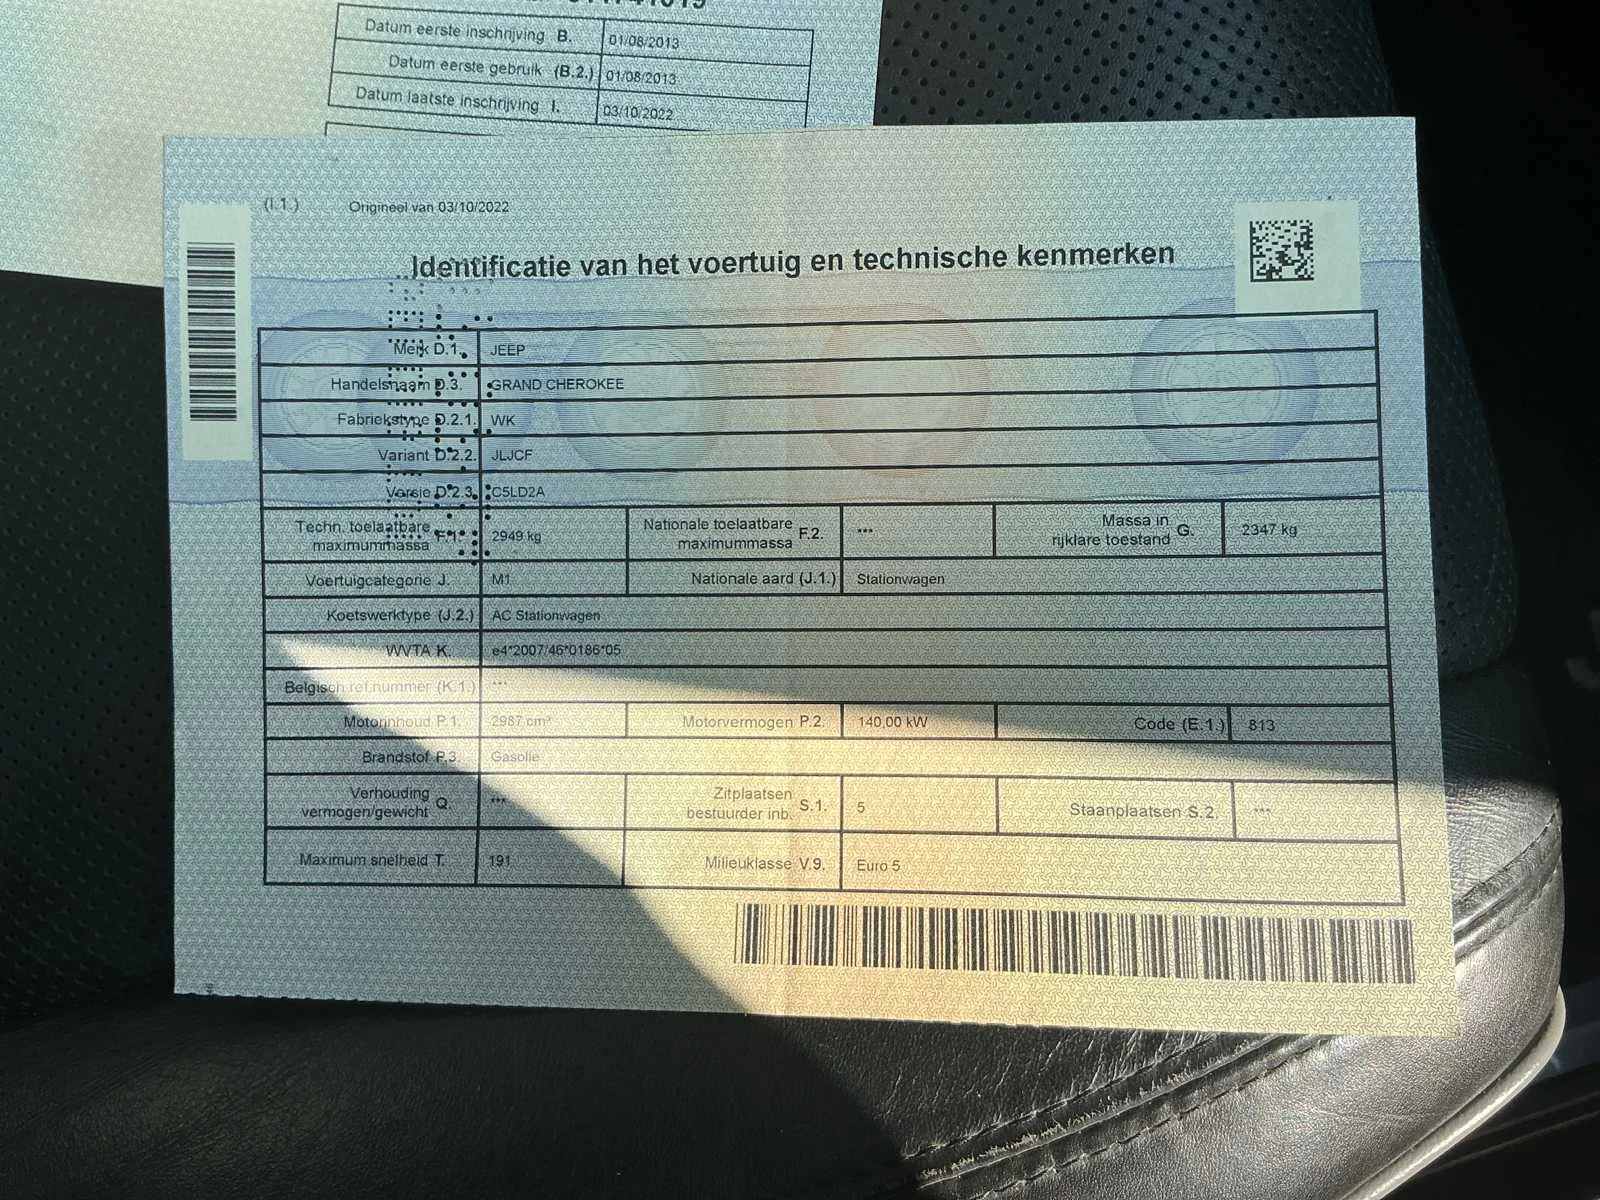 Datum eerste inschrijving B. 01/08/2013
Datum eerste gebruik (B.2.) 01/08/2013
Datum laatste inschrijving I. 03/10/2022
(I.1.) Origineel van 03/10/2022
Identificatie van het voertuig en technische kenmerken
Merk D.1. JEEP
Handelsnaam D.3. GRAND CHEROKEE
Fabriekstype D.2.1. WK
Variant D.2.2. JLJCF
Versie D.2.3. C5LD2A
Techn. toelaatbare maximummassa F.1. 2949 kg Nationale toelaatbare maximummassa F.2. *** Massa in rijklare toestand G. 2347 kg
Voertuigcategorie J. M1 Nationale aard (J.1.) Stationwagen
Koetswerktype (J.2.) AC Stationwagen
WVTA K. e4*2007/46*0186*05
Belgisch ref.nummer (K.1.) ***
Motorinhoud P.1. 2987 cm³ Motorvermogen P.2. 140,00 kW Code (E.1.) 813
Brandstof P.3. Gasolie
Verhouding vermogen/gewicht Q. *** Zitplaatsen bestuurder inb. S.1. 5 Staanplaatsen S.2. ***
Maximum snelheid T. 191 Milieuklasse V.9. Euro 5